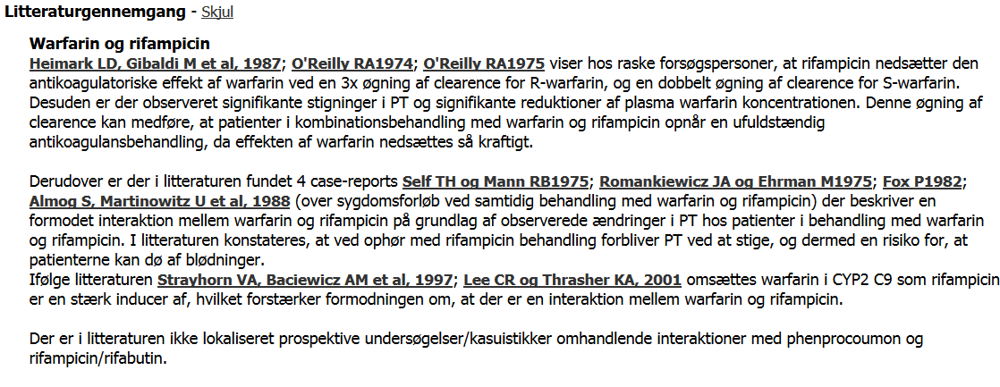 Litteraturgennemgang - Skjul
Warfarin og rifampicin
Heimark LD, Gibaldi M et al, 1987; O'Reilly RA1974; O'Reilly RA1975 viser hos raske forsøgspersoner, at rifampicin nedsætter den
antikoagulatoriske effekt af warfarin ved en 3x øgning af clearence for R-warfarin, og en dobbelt øgning af clearence for S-warfarin.
Desuden er der observeret signifikante stigninger i PT og signifikante reduktioner af plasma warfarin koncentrationen. Denne øgning af
clearence kan medføre, at patienter i kombinationsbehandling med warfarin og rifampicin opnår en ufuldstændig
antikoagulansbehandling, da effekten af warfarin nedsættes så kraftigt.
Derudover er der i litteraturen fundet 4 case-reports Self TH og Mann RB1975; Romankiewicz JA og Ehrman M1975; Fox P1982;
Almog S, Martinowitz U et al, 1988 (over sygdomsforløb ved samtidig behandling med warfarin og rifampicin) der beskriver en
formodet interaktion mellem warfarin og rifampicin på grundlag af observerede ændringer i PT hos patienter i behandling med warfarin
og rifampicin. I litteraturen konstateres, at ved ophør med rifampicin behandling forbliver PT ved at stige, og dermed en risiko for, at
patienterne kan dø af blødninger.
Ifølge litteraturen Strayhorn VA, Baciewicz AM et al, 1997; Lee CR og Thrasher KA, 2001 omsættes warfarin i CYP2 C9 som rifampicin
er en stærk inducer af, hvilket forstærker formodningen om, at der er en interaktion mellem warfarin og rifampicin.
Der er i litteraturen ikke lokaliseret prospektive undersøgelser/kasuistikker omhandlende interaktioner med phenprocoumon og
rifampicin/rifabutin.